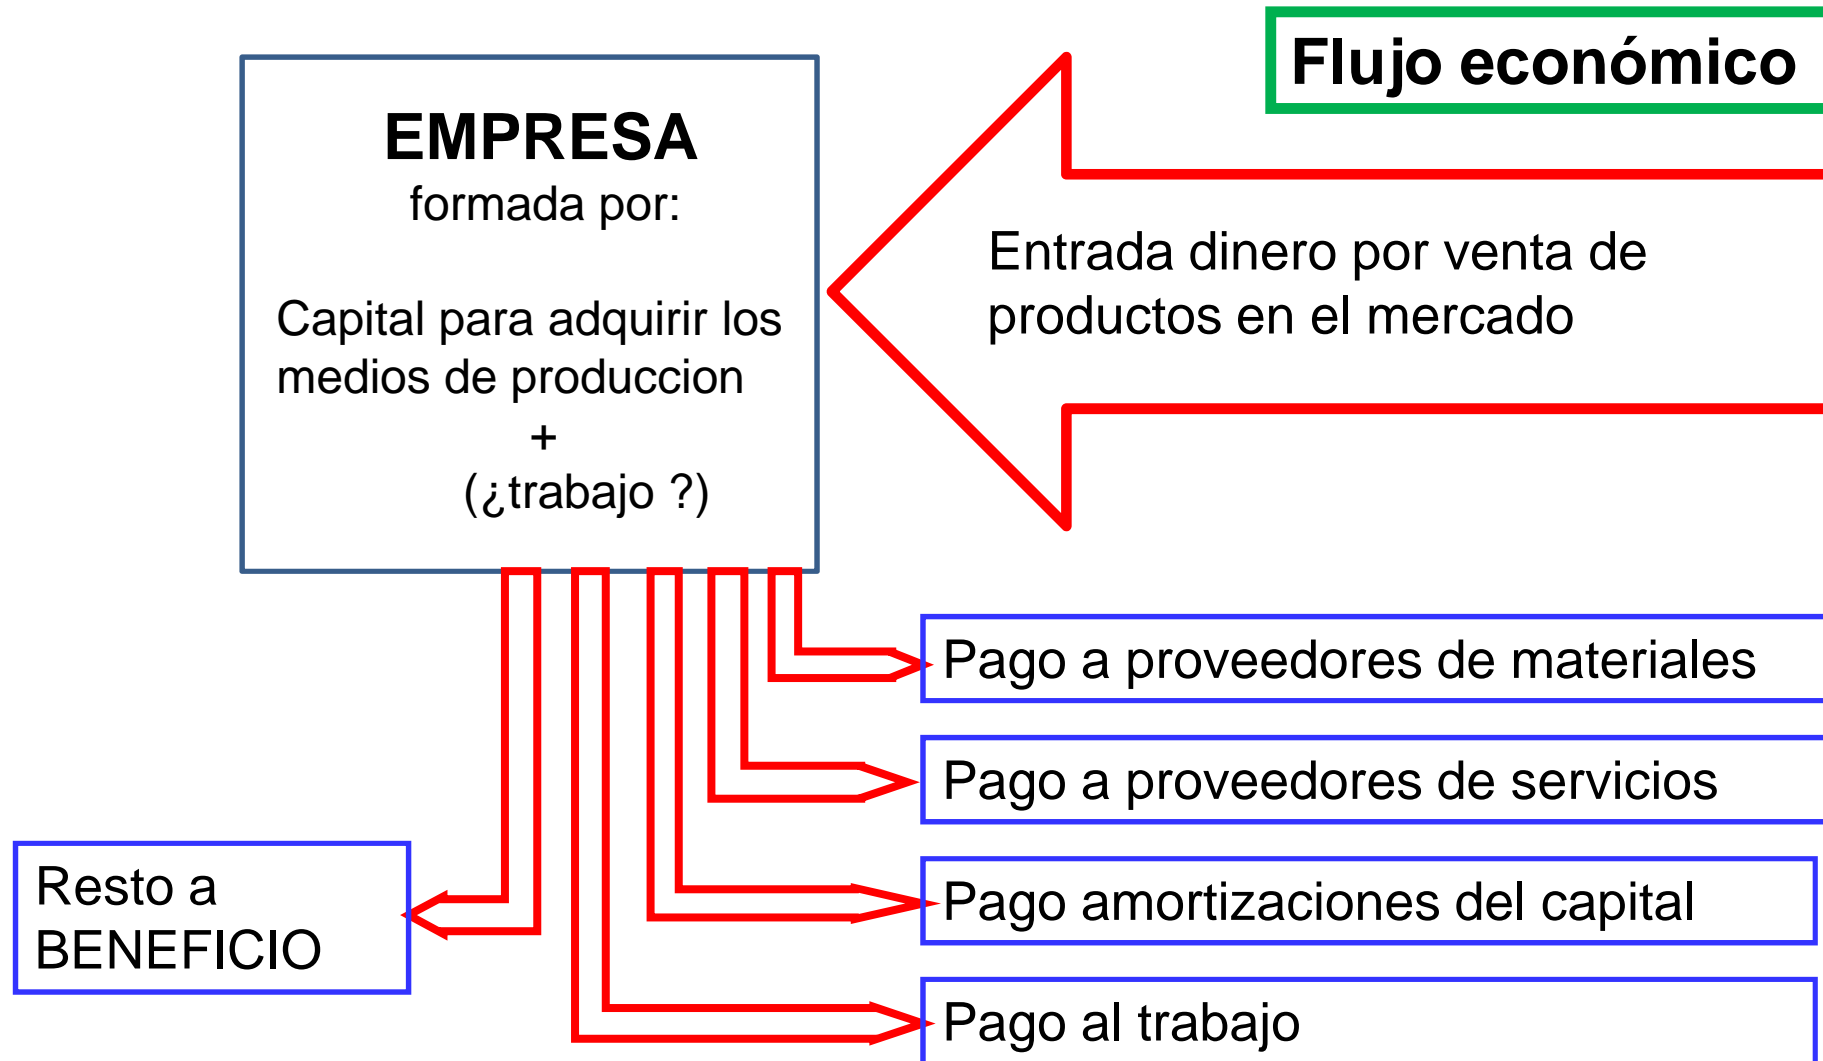 Flujo económico
EMPRESA
formada por:
Capital para adquirir los
medios de produccion
+
(¿trabajo ?)
Entrada dinero por venta de
productos en el mercado
Pago a proveedores de materiales
Pago a proveedores de servicios
Pago amortizaciones del capital
Pago al trabajo
Resto a
BENEFICIO